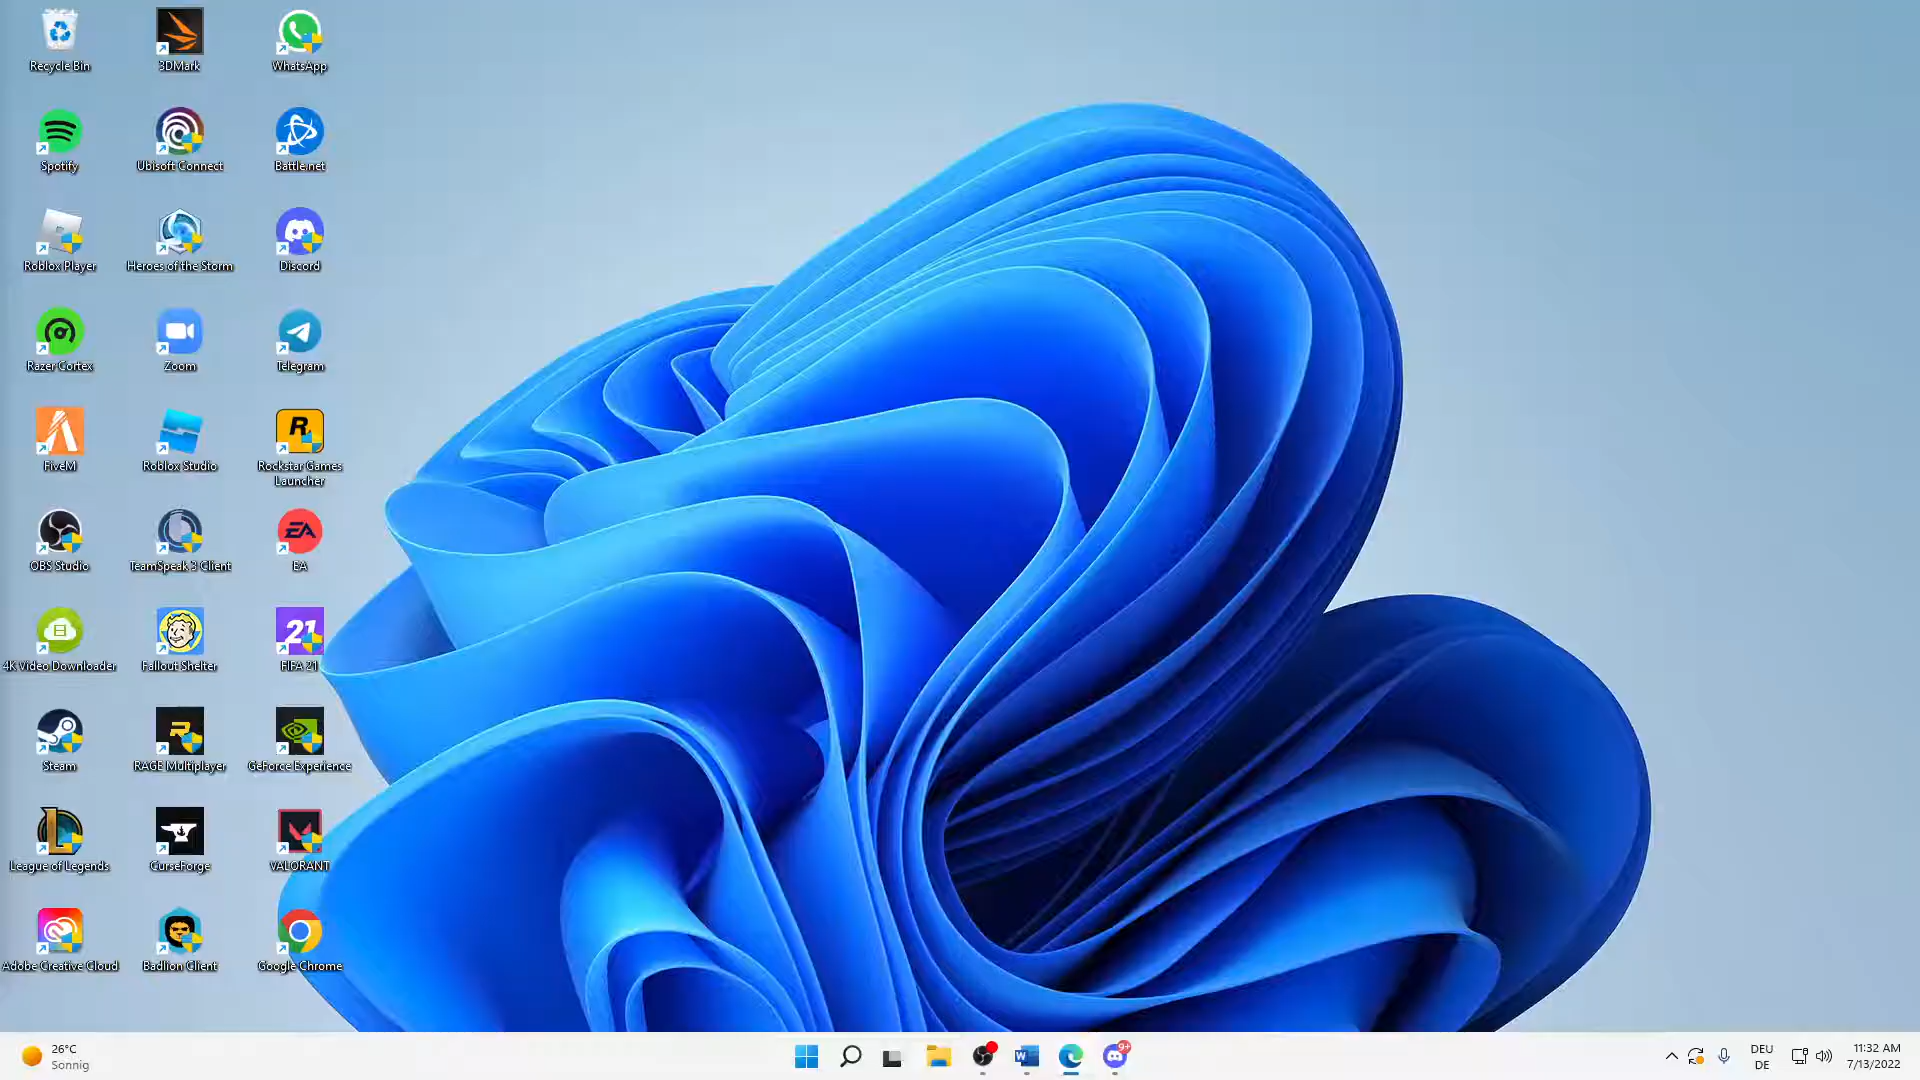 Recycle Bin
3DMark
WhatsApp
Spotify
Ubisoft Connect
Battle.net
Roblox Player
Heroes of the Storm
Discord
Razer Cortex
Zoom
Telegram
FiveM
Roblox Studio
R
Rockstar Games
Launcher
OBS Studio
TeamSpeak 3 Client
EA
EA
4K Video Downloader
Fallout Shelter
21
FIFA 21
Steam
RAGE Multiplayer
GeForce Experience
League of Legends
CurseForge
VALORANT
Adobe Creative Cloud
Badlion Client
Google Chrome
26°C
Sonnig
W
9+
DEU
DE
11:32 AM
7/13/2022